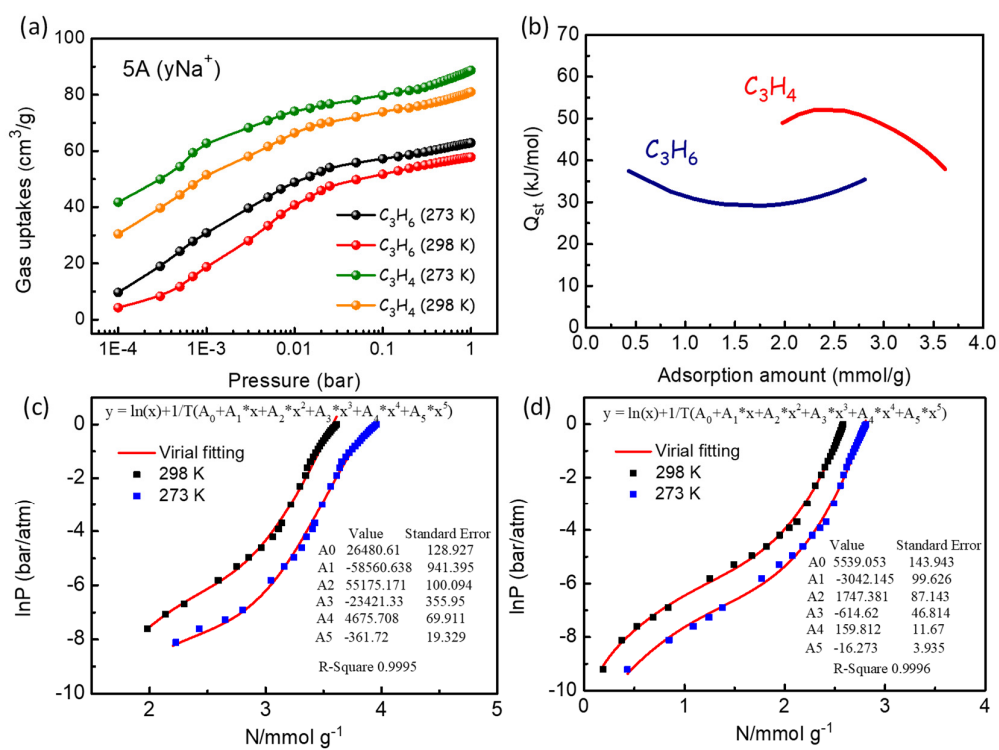 (a)
5A (yNa⁺)
Gas uptakes (cm³/g)
100
80
60
40
20
0
C₃H₆ (273 K)
C₃H₆ (298 K)
C₃H₄ (273 K)
C₃H₄ (298 K)
1E-4
1E-3
0.01
0.1
1
Pressure (bar)
(b)
Qst (kJ/mol)
70
60
50
40
30
20
10
0
C₃H₄
C₃H₆
0.0
0.5
1.0
1.5
2.0
2.5
3.0
3.5
4.0
Adsorption amount (mmol/g)
(c)
y = ln(x)+1/T(A₀+A₁*x+A₂*x²+A₃*x³+A₄*x⁴+A₅*x⁵)
lnP (bar/atm)
0
-2
-4
-6
-8
-10
Virial fitting
298 K
273 K
Value Standard Error
A0 26480.61 128.927
A1 -58560.638 941.395
A2 55175.171 100.094
A3 -23421.33 355.95
A4 4675.708 69.911
A5 -361.72 19.329
R-Square 0.9995
2
3
4
5
N/mmol g⁻¹
(d)
y = ln(x)+1/T(A₀+A₁*x+A₂*x²+A₃*x³+A₄*x⁴+A₅*x⁵)
lnP (bar/atm)
0
-2
-4
-6
-8
-10
Virial fitting
298 K
273 K
Value Standard Error
A0 5539.053 143.943
A1 -3042.145 99.626
A2 1747.381 87.143
A3 -614.62 46.814
A4 159.812 11.67
A5 -16.273 3.935
R-Square 0.9996
0
1
2
3
4
N/mmol g⁻¹